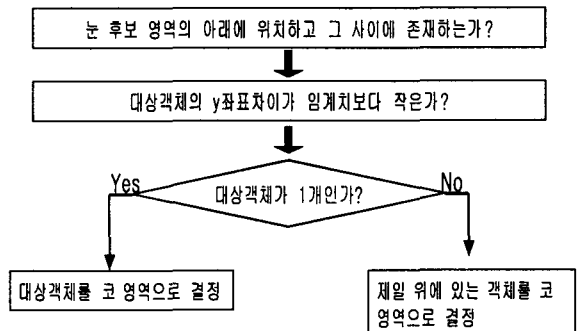 눈 후보 영역의 아래에 위치하고 그 사이에 존재하는가?
대상객체의 y좌표차이가 임계치보다 작은가?
대상객체가 1개인가?
Yes
No
대상객체를 코 영역으로 결정
제일 위에 있는 객체를 코
영역으로 결정